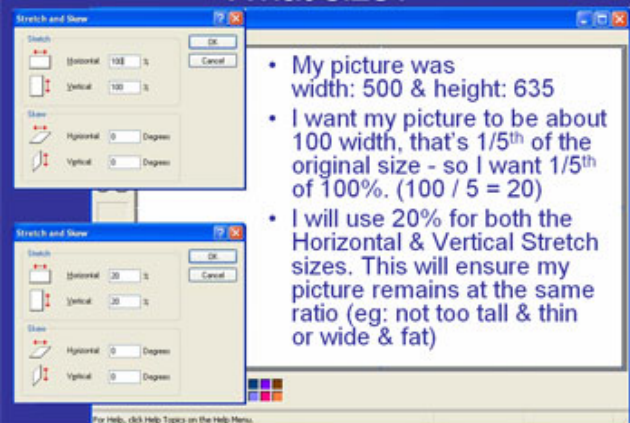 Stretch and Skew
Stretch
Horizontal: 100 %
Vertical: 100 %
Skew
Horizontal: 0 Degrees
Vertical: 0 Degrees
OK
Cancel
• My picture was
width: 500 & height: 635
• I want my picture to be about
100 width, that's 1/5th of the
original size - so I want 1/5th
of 100%. (100 / 5 = 20)
• I will use 20% for both the
Horizontal & Vertical Stretch
sizes. This will ensure my
picture remains at the same
ratio (eg: not too tall & thin
or wide & fat)
Stretch and Skew
Stretch
Horizontal: 20 %
Vertical: 20 %
Skew
Horizontal: 0 Degrees
Vertical: 0 Degrees
OK
Cancel
For Help, click Help Topics on the Help Menu.